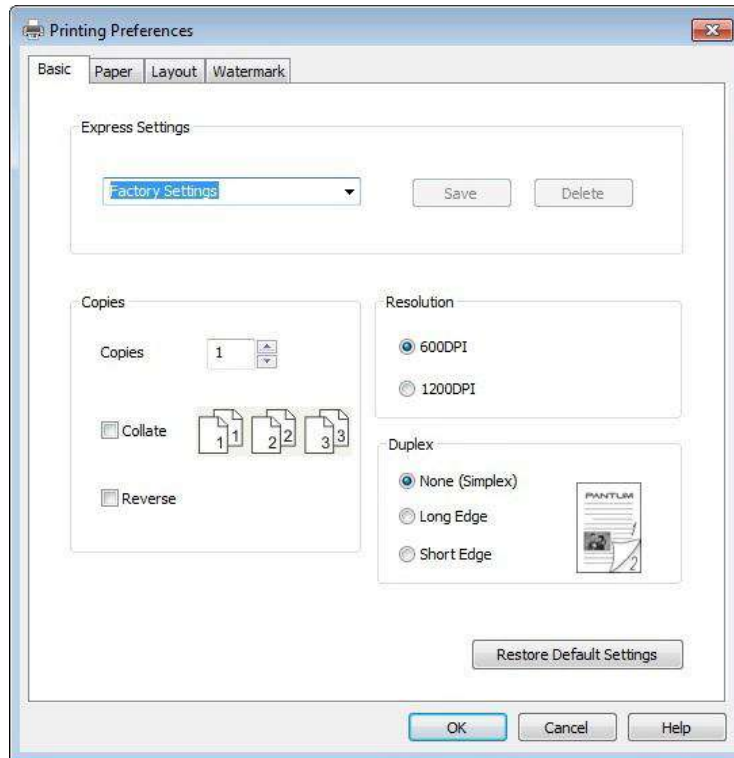 Printing Preferences
Basic Paper Layout Watermark
Express Settings
Factory Settings Save Delete
Copies
Copies 1
Collate 1 1 2 2 3 3
Reverse
Resolution
600DPI
1200DPI
Duplex
None (Simplex)
Long Edge
Short Edge
PANTUM
1
2
Restore Default Settings
OK Cancel Help